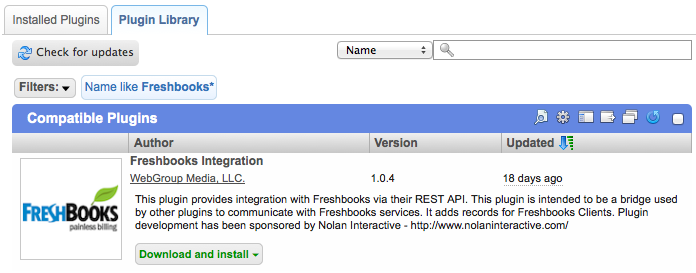 Installed Plugins
Plugin Library
Check for updates
Name
Filters:
Name like Freshbooks*
Compatible Plugins
Author Version Updated
Freshbooks Integration
WebGroup Media, LLC. 1.0.4 18 days ago
FRESHBOOKS
painless billing
This plugin provides integration with Freshbooks via their REST API. This plugin is intended to be a bridge used
by other plugins to communicate with Freshbooks services. It adds records for Freshbooks Clients. Plugin
development has been sponsored by Nolan Interactive - http://www.nolaninteractive.com/
Download and install